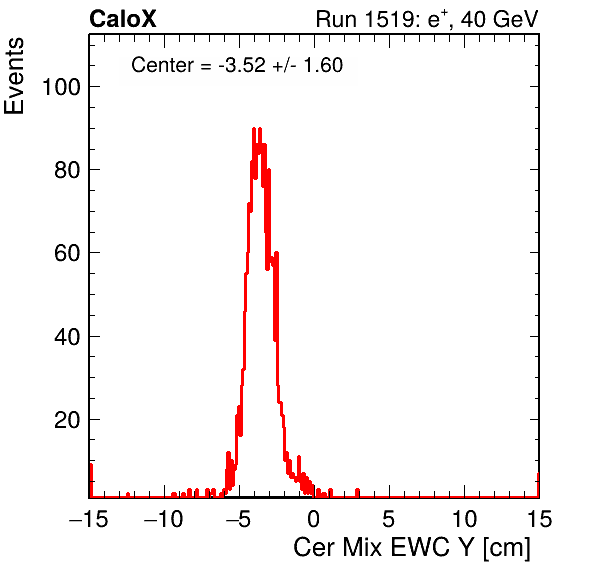 CaloX Run 1519: e⁺, 40 GeV
Center = -3.52 +/- 1.60
Events
100
80
60
40
20
−15 −10 −5 0 5 10 15
Cer Mix EWC Y [cm]